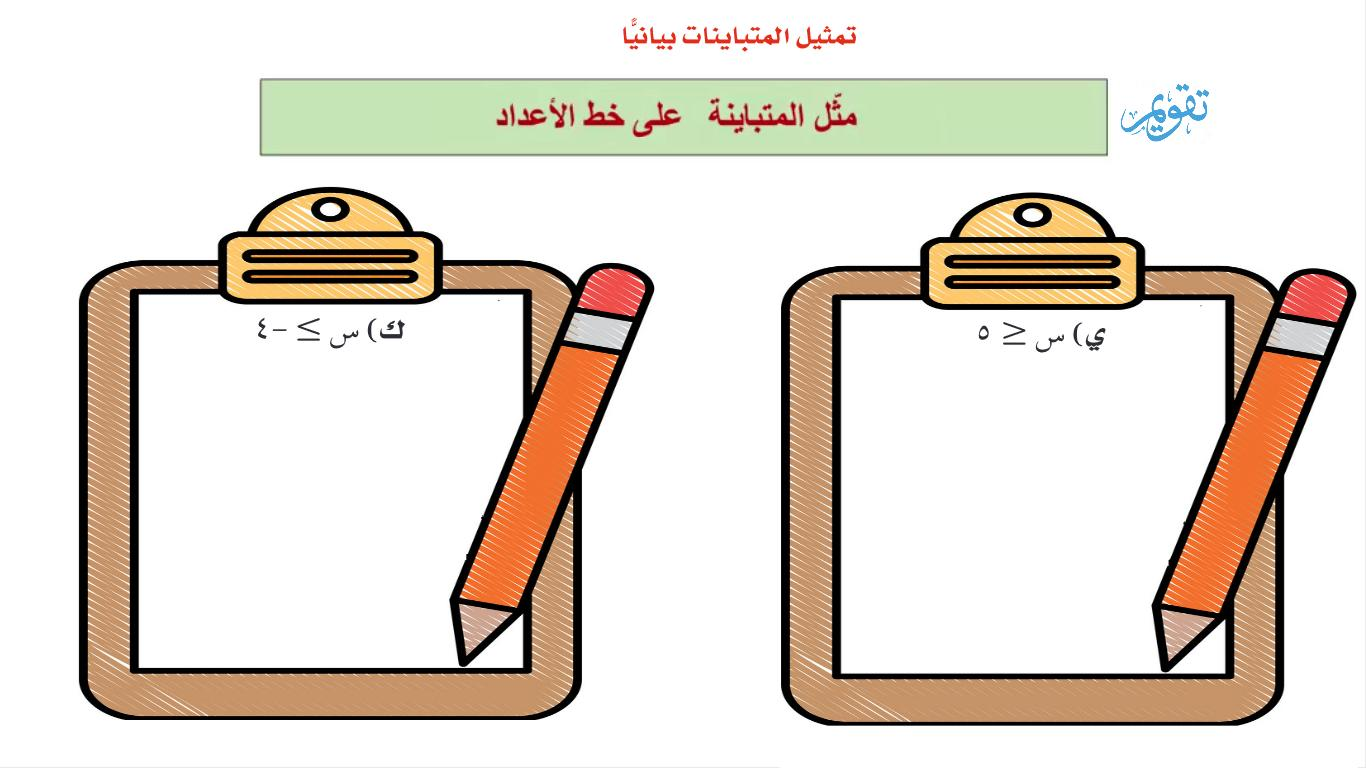 تمثيل المتباينات بيانيًّا
تقويم
مثّل المتباينة على خط الأعداد
ي) س ≤ ٥
ك) س ≥ −٤